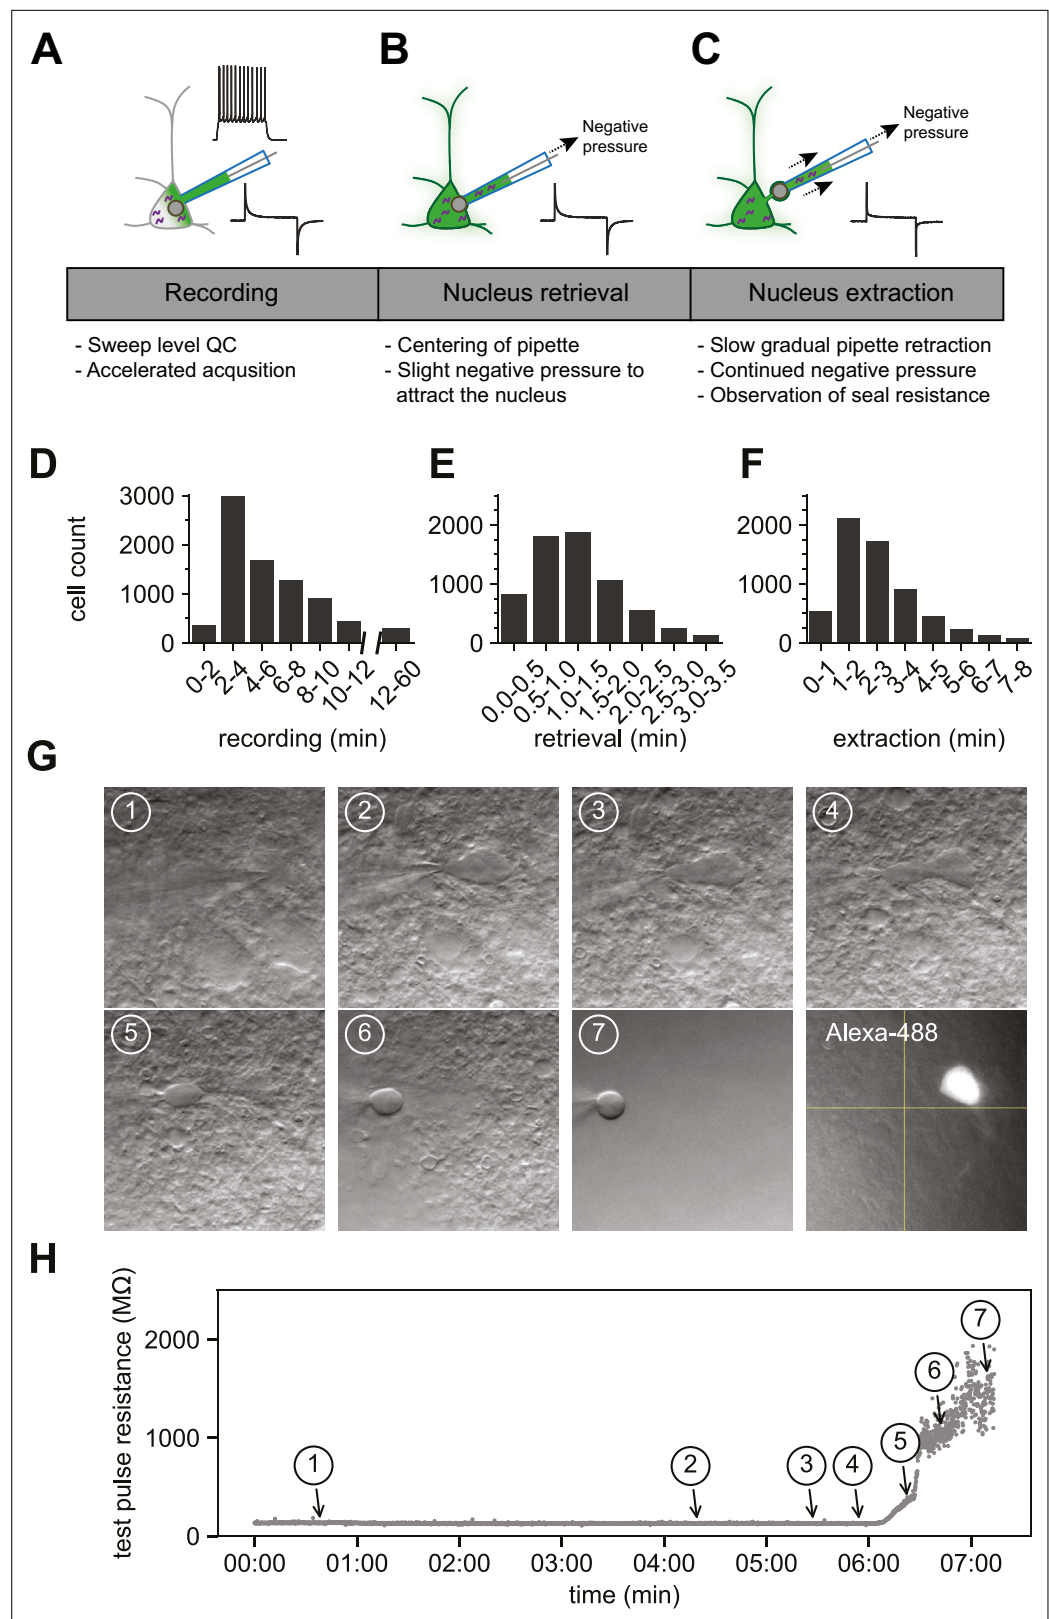 A
B
C
Negative
pressure
Negative
pressure
Recording
Nucleus retrieval
Nucleus extraction
- Sweep level QC
- Accelerated acqusition
- Centering of pipette
- Slight negative pressure to
attract the nucleus
- Slow gradual pipette retraction
- Continued negative pressure
- Observation of seal resistance
D
E
F
cell count
3000
2000
1000
0
0-2
2-4
4-6
6-8
8-10
10-12
12-60
recording (min)
2000
1000
0
0.0-0.5
0.5-1.0
1.0-1.5
1.5-2.0
2.0-2.5
2.5-3.0
3.0-3.5
retrieval (min)
2000
1000
0
0-1
1-2
2-3
3-4
4-5
5-6
6-7
7-8
extraction (min)
G
1
2
3
4
5
6
7
Alexa-488
H
test pulse resistance (MΩ)
2000
1000
0
1
2
3
4
5
6
7
00:00
01:00
02:00
03:00
04:00
05:00
06:00
07:00
time (min)